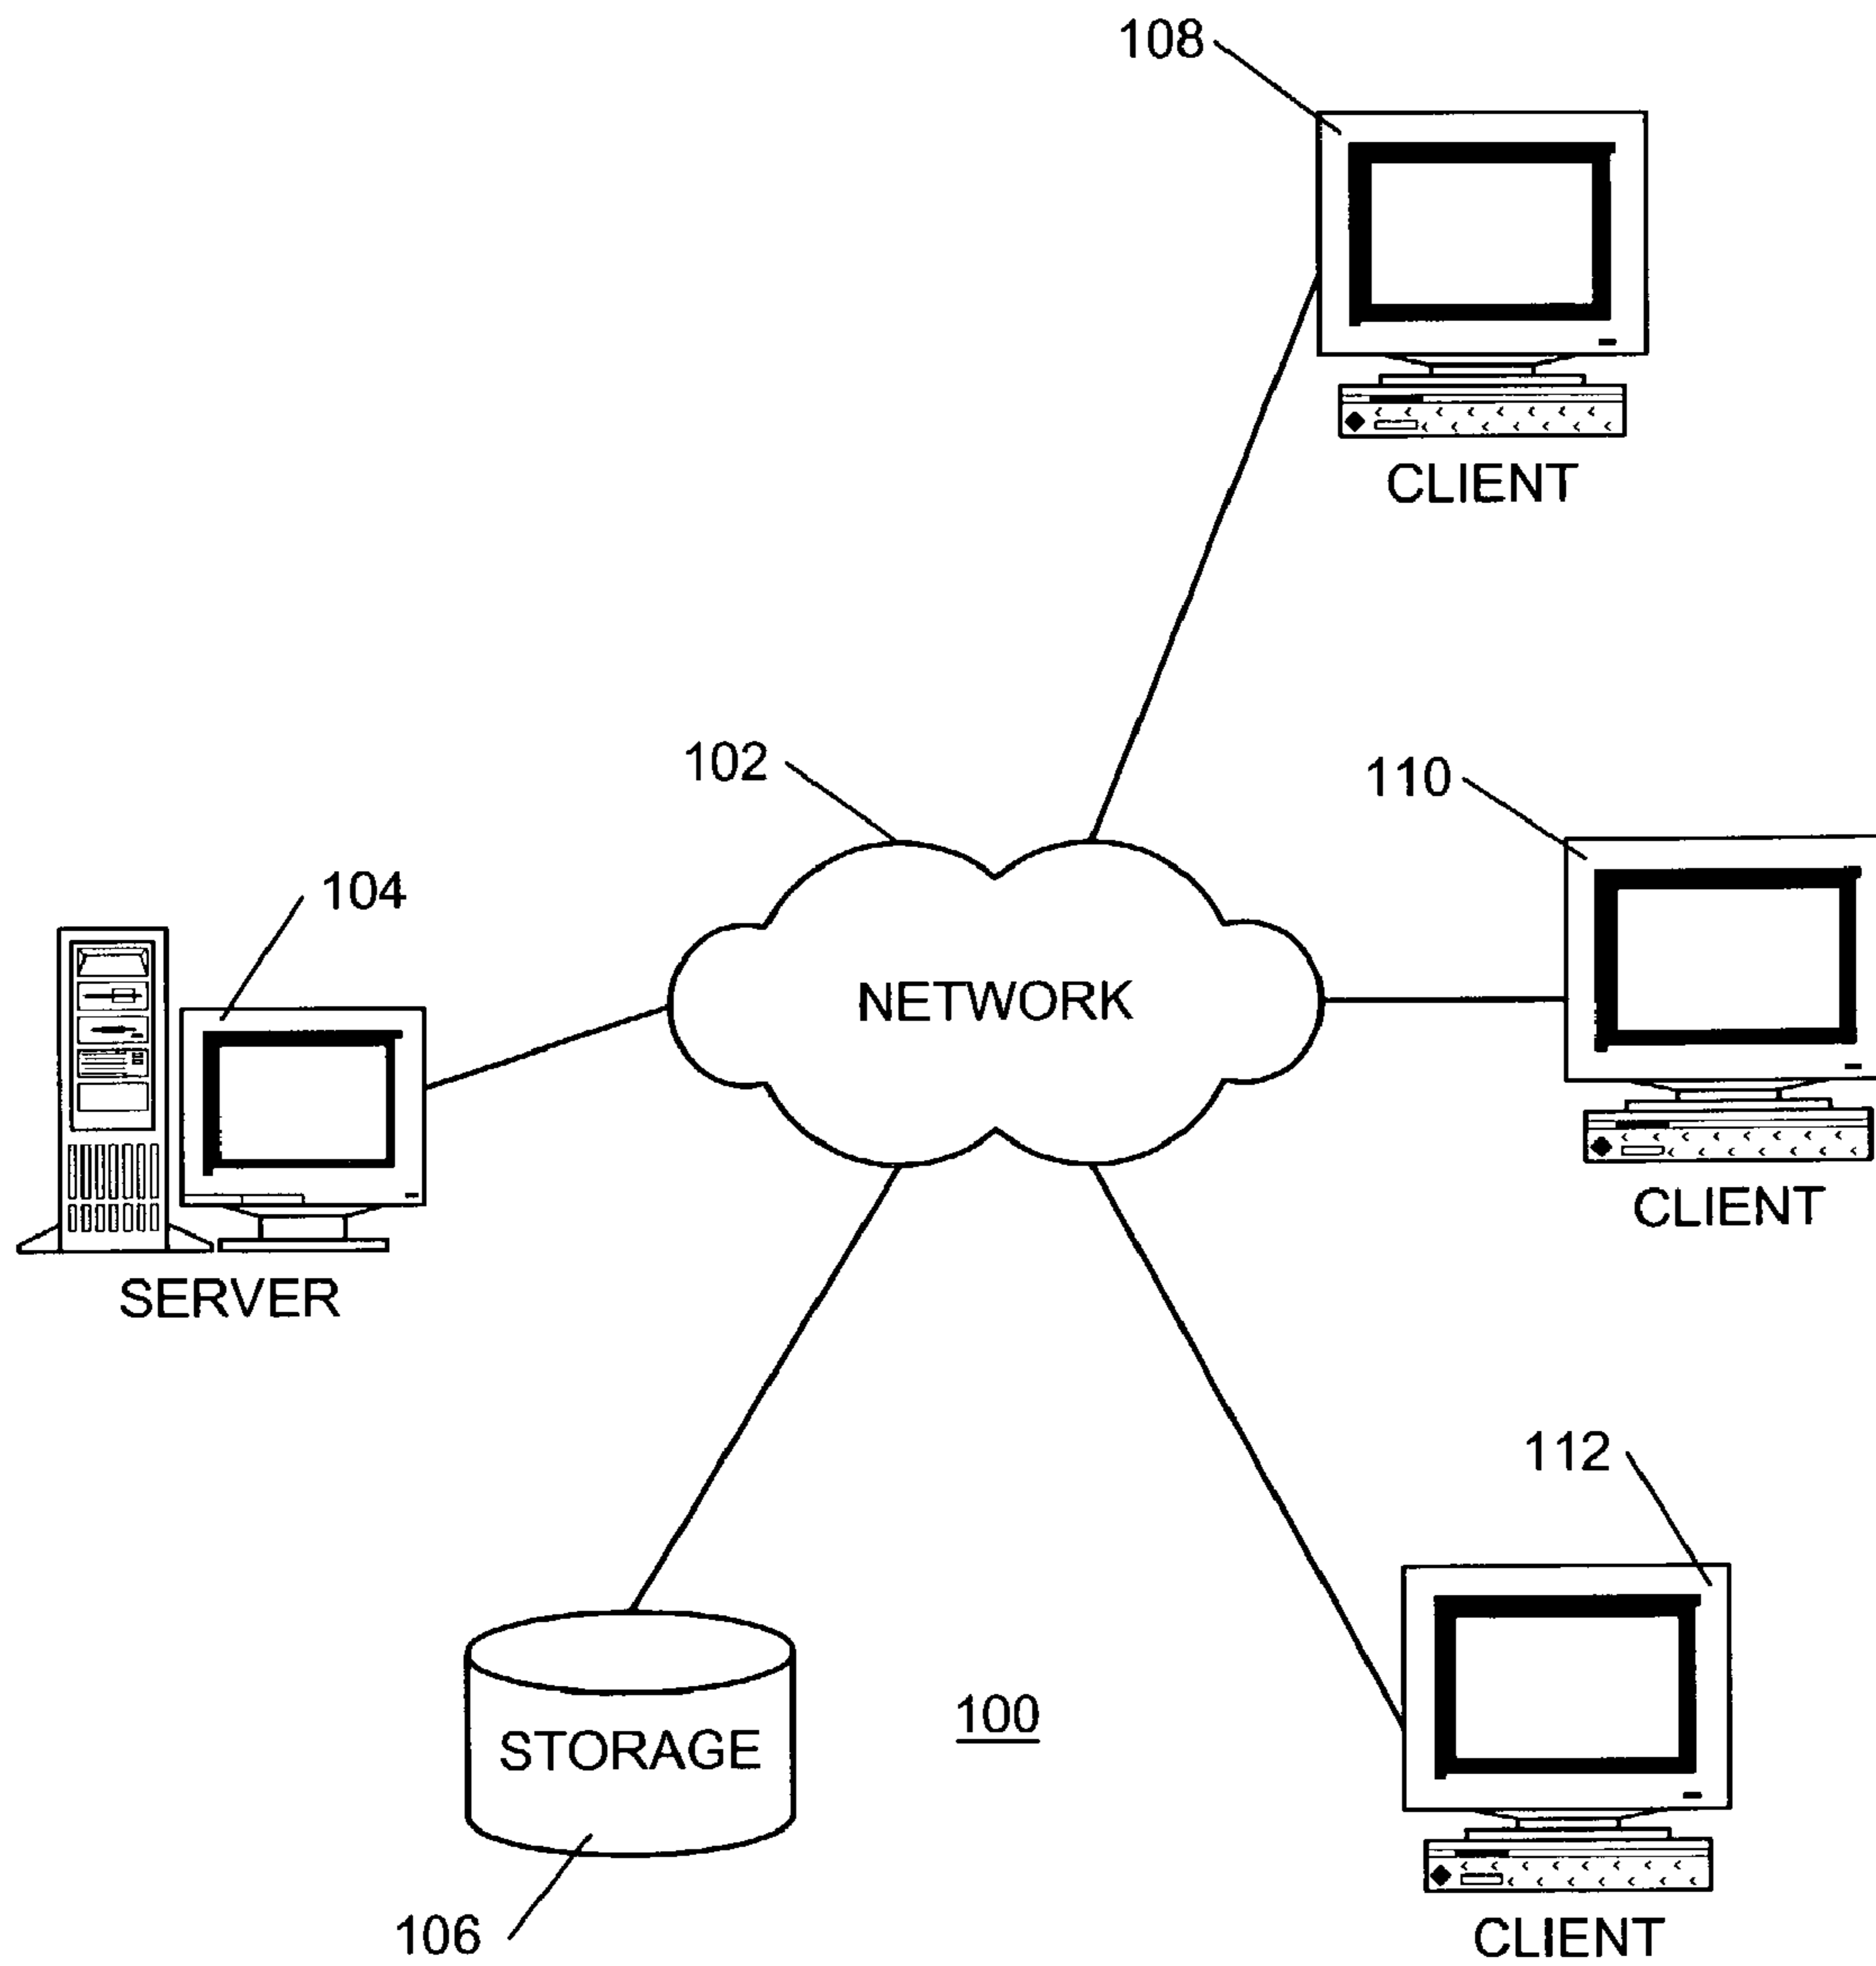 108
CLIENT
102
110
104
NETWORK
CLIENT
SERVER
112
100
STORAGE
106
CLIENT